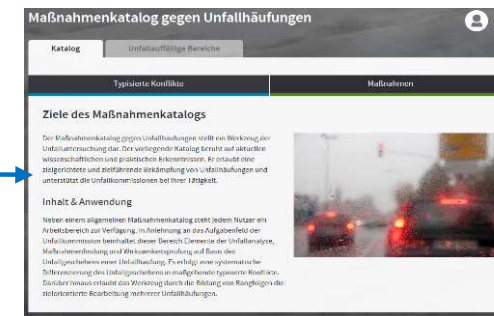 Maßnahmenkatalog gegen Unfallhäufungen
Katalog
Unfallauffällige Bereiche
Typisierte Konflikte
Maßnahmen
Ziele des Maßnahmenkatalogs
Der Maßnahmenkatalog gegen Unfallhäufungen stellt ein Werkzeug der
Unfalluntersuchung dar. Der vorliegende Katalog beruht auf aktuellen
wissenschaftlichen und praktischen Erkenntnissen. Er erlaubt eine
zielgerichtete und zielführende Bekämpfung von Unfallhäufungen und
unterstützt die Unfallkommissionen bei ihrer Tätigkeit.
Inhalt & Anwendung
Neben einem allgemeinen Maßnahmenkatalog steht jedem Nutzer ein
Arbeitsbereich zur Verfügung. In Anlehnung an das Aufgabenfeld der
Unfallkommission beinhaltet dieser Bereich Elemente der Unfallanalyse,
Maßnahmenfindung und Wirksamkeitsprüfung auf Basis des
Unfallgeschehens einer Unfallhäufung. Es erfolgt eine systematische
Differenzierung des Unfallgeschehens in maßgebende typisierte Konflikte.
Darüber hinaus erlaubt das Werkzeug durch die Bildung von Rangfolgen die
zielorientierte Bearbeitung mehrerer Unfallhäufungen.